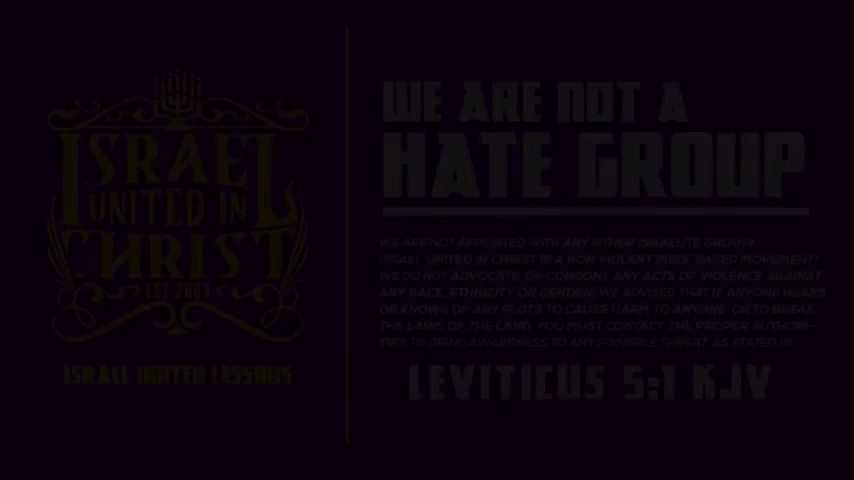 ISRAEL
UNITED IN
CHRIST
EST. 2003
ISRAEL UNITED LESSONS
WE ARE NOT A
HATE GROUP
WE ARE NOT AFFILIATED WITH ANY OTHER ISRAELITE GROUP!
ISRAEL UNITED IN CHRIST IS A NON VIOLENT BIBLE BASED MOVEMENT!
WE DO NOT ADVOCATE OR CONDONE ANY ACTS OF VIOLENCE AGAINST
ANY RACE, ETHNICITY OR GENDER! WE ADVISED THAT IF ANYONE HEARS
OR KNOWS OF ANY PLOTS TO CAUSE HARM TO ANYONE, OR TO BREAK
THE LAWS OF THE LAND, YOU MUST CONTACT THE PROPER AUTHORI-
TIES TO BRING AWARENESS TO ANY POSSIBLE THREAT. AS STATED IN:
LEVITICUS 5:1 KJV